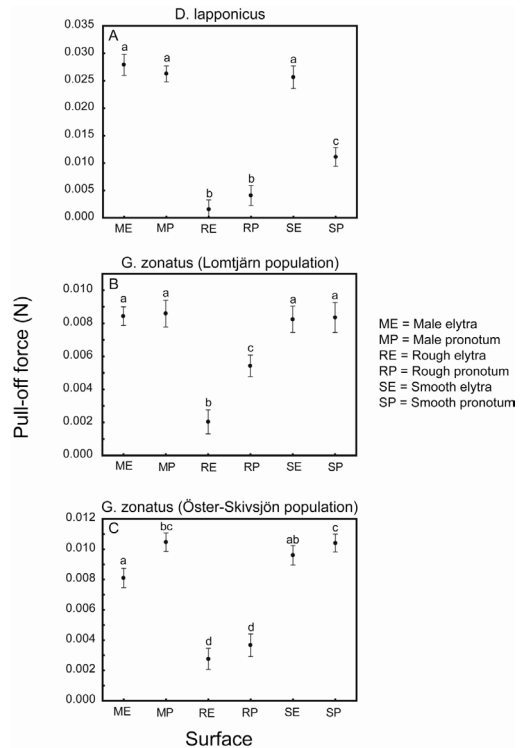 D. lapponicus
A
0.035
0.030
0.025
0.020
0.015
0.010
0.005
0.000
a a b b a c
ME MP RE RP SE SP
G. zonatus (Lomtjärn population)
B
0.010
0.008
0.006
0.004
0.002
0.000
a a b c a a
ME MP RE RP SE SP
G. zonatus (Öster-Skivsjön population)
C
0.012
0.010
0.008
0.006
0.004
0.002
0.000
a bc d d ab c
ME MP RE RP SE SP
Pull-off force (N)
Surface
ME = Male elytra
MP = Male pronotum
RE = Rough elytra
RP = Rough pronotum
SE = Smooth elytra
SP = Smooth pronotum